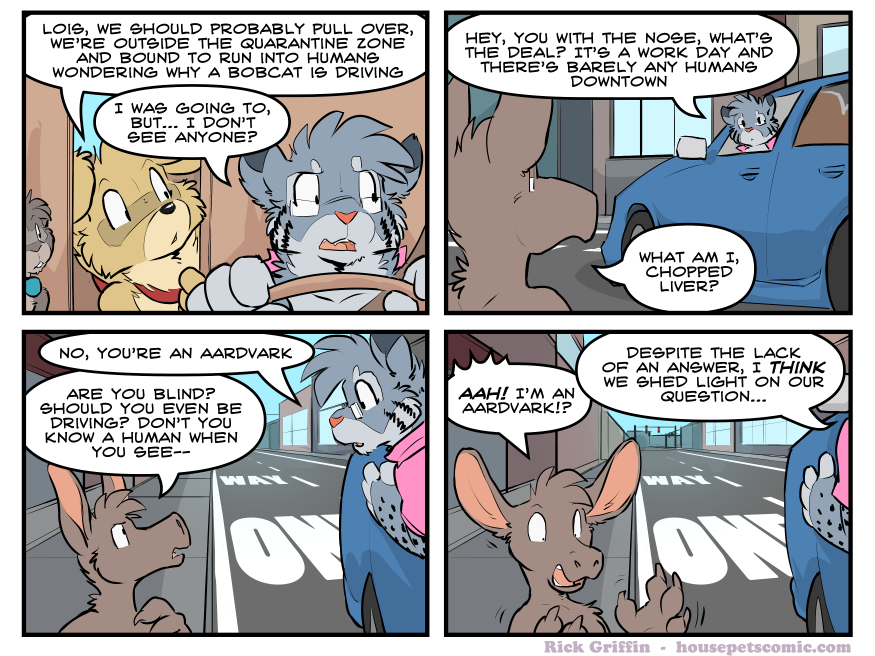 LOIS, WE SHOULD PROBABLY PULL OVER,
WE'RE OUTSIDE THE QUARANTINE ZONE
AND BOUND TO RUN INTO HUMANS
WONDERING WHY A BOBCAT IS DRIVING
I WAS GOING TO,
BUT... I DON'T
SEE ANYONE?
HEY, YOU WITH THE NOSE, WHAT'S
THE DEAL? IT'S A WORK DAY AND
THERE'S BARELY ANY HUMANS
DOWNTOWN
WHAT AM I,
CHOPPED
LIVER?
NO, YOU'RE AN AARDVARK
ARE YOU BLIND?
SHOULD YOU EVEN BE
DRIVING? DON'T YOU
KNOW A HUMAN WHEN
YOU SEE--
WAY
ON
AAH! I'M AN
AARDVARK!?
DESPITE THE LACK
OF AN ANSWER, I THINK
WE SHED LIGHT ON OUR
QUESTION...
WAY
ON
Rick Griffin - housepetscomic.com